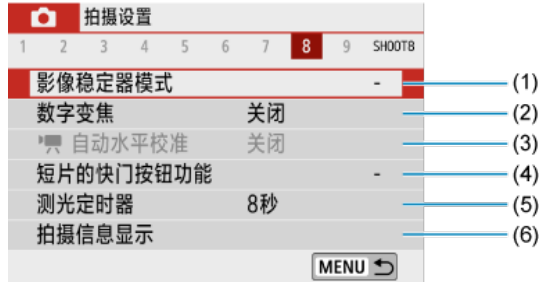 拍摄设置
1 2 3 4 5 6 7 8 9 SHOOT8
影像稳定器模式 - (1)
数字变焦 关闭 (2)
自动水平校准 关闭 (3)
短片的快门按钮功能 - (4)
测光定时器 8秒 (5)
拍摄信息显示 (6)
MENU